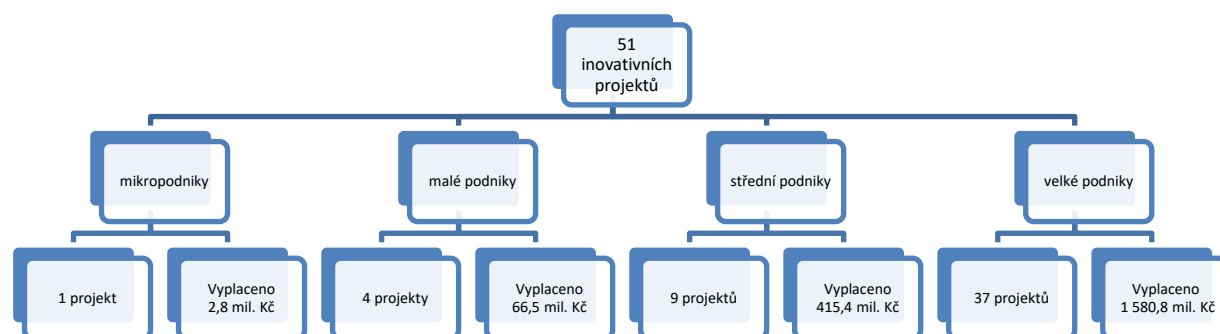 51
inovativních
projektů
mikropodniky
malé podniky
střední podniky
velké podniky
1 projekt
Vyplaceno
2,8 mil. Kč
4 projekty
Vyplaceno
66,5 mil. Kč
9 projektů
Vyplaceno
415,4 mil. Kč
37 projektů
Vyplaceno
1 580,8 mil. Kč